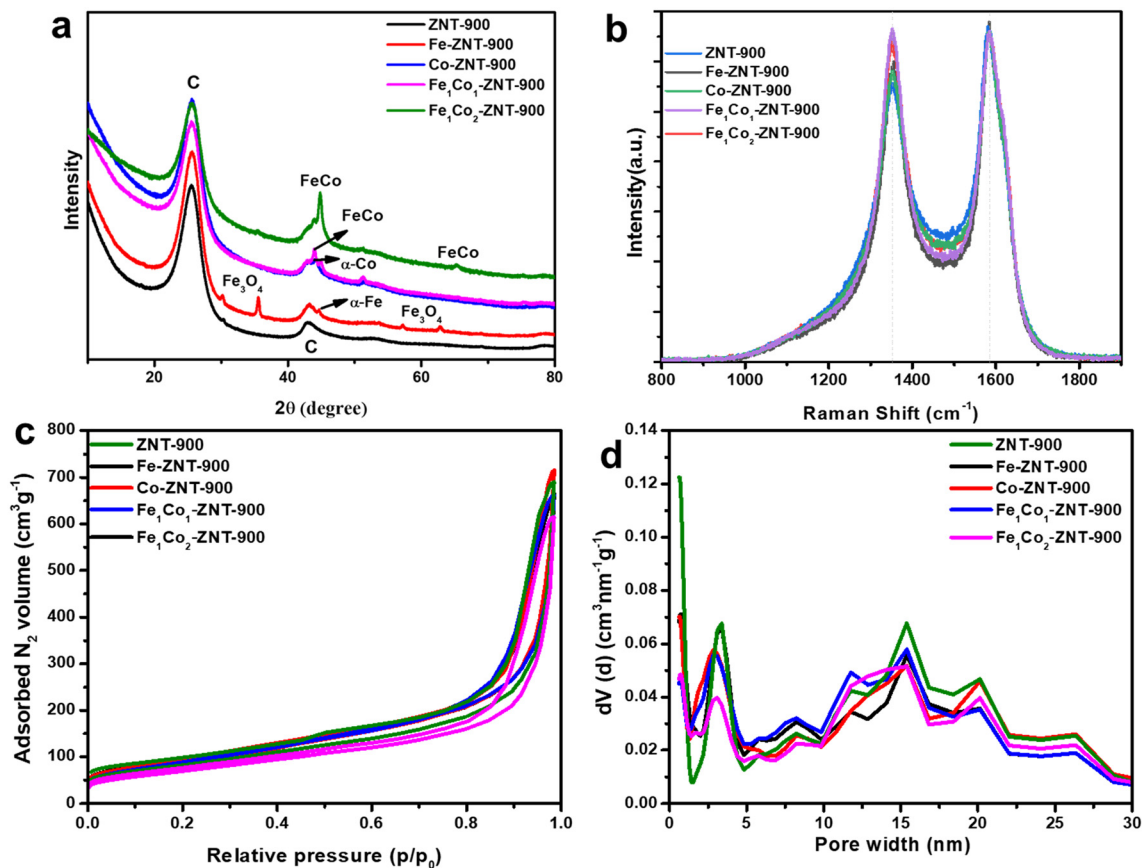 a
ZNT-900
Fe-ZNT-900
Co-ZNT-900
Fe₁Co₁-ZNT-900
Fe₁Co₂-ZNT-900
C
FeCo
FeCo
α-Co
FeCo
Fe₃O₄
α-Fe
Fe₃O₄
C
Intensity
20 40 60 80
2θ (degree)
b
ZNT-900
Fe-ZNT-900
Co-ZNT-900
Fe₁Co₁-ZNT-900
Fe₁Co₂-ZNT-900
Intensity(a.u.)
800 1000 1200 1400 1600 1800
Raman Shift (cm⁻¹)
c
ZNT-900
Fe-ZNT-900
Co-ZNT-900
Fe₁Co₁-ZNT-900
Fe₁Co₂-ZNT-900
Adsorbed N₂ volume (cm³g⁻¹)
800
700
600
500
400
300
200
100
0
0.0 0.2 0.4 0.6 0.8 1.0
Relative pressure (p/p₀)
d
ZNT-900
Fe-ZNT-900
Co-ZNT-900
Fe₁Co₁-ZNT-900
Fe₁Co₂-ZNT-900
dV (d) (cm³nm⁻¹g⁻¹)
0.14
0.12
0.10
0.08
0.06
0.04
0.02
0.00
0 5 10 15 20 25 30
Pore width (nm)